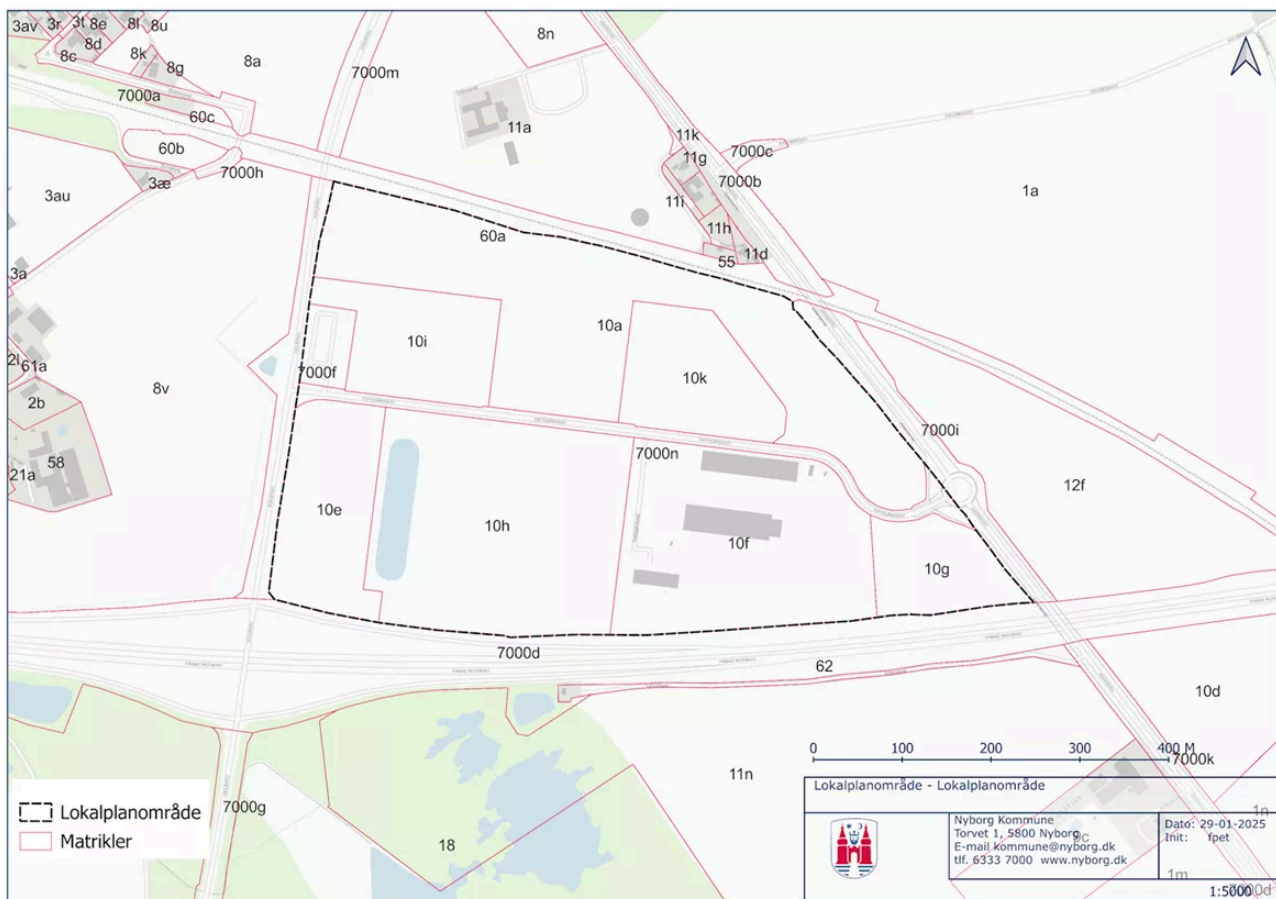 3av
3r
3t
8e
8l
8u
8d
8c
8k
8g
8a
7000m
8n
7000a
60c
11a
60b
7000h
3æ
11k
11g
7000c
7000b
11i
1a
3au
11h
11d
55
60a
3a
10i
10a
7000f
10k
2l
61a
2b
8v
7000i
58
21a
7000n
12f
10e
10h
10f
10g
7000d
62
10d
11n
0 100 200 300 400 M
7000k
7000g
18
Lokalplanområde
Matrikler
Lokalplanområde - Lokalplanområde
Nyborg Kommune
Torvet 1, 5800 Nyborg
E-mail kommune@nyborg.dk
tlf. 6333 7000 www.nyborg.dk
Dato: 29-01-2025
Init: fpet
1:5000
1n
9c
1m
7000d